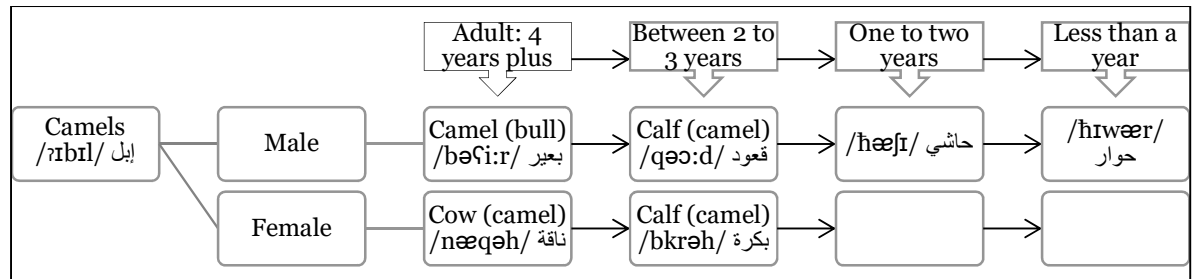 Adult: 4
years plus
Between 2 to
3 years
One to two
years
Less than a
year
Camels
/ɂɪbɪl/ إبل
Male
Camel (bull)
/bəʕi:r/ بعير
Calf (camel)
/qəɔ:d/ قعود
/ħæʃɪ/ حاشي
/ħɪwær/
حوار
Female
Cow (camel)
/næqəh/ ناقة
Calf (camel)
/bkrəh/ بكرة